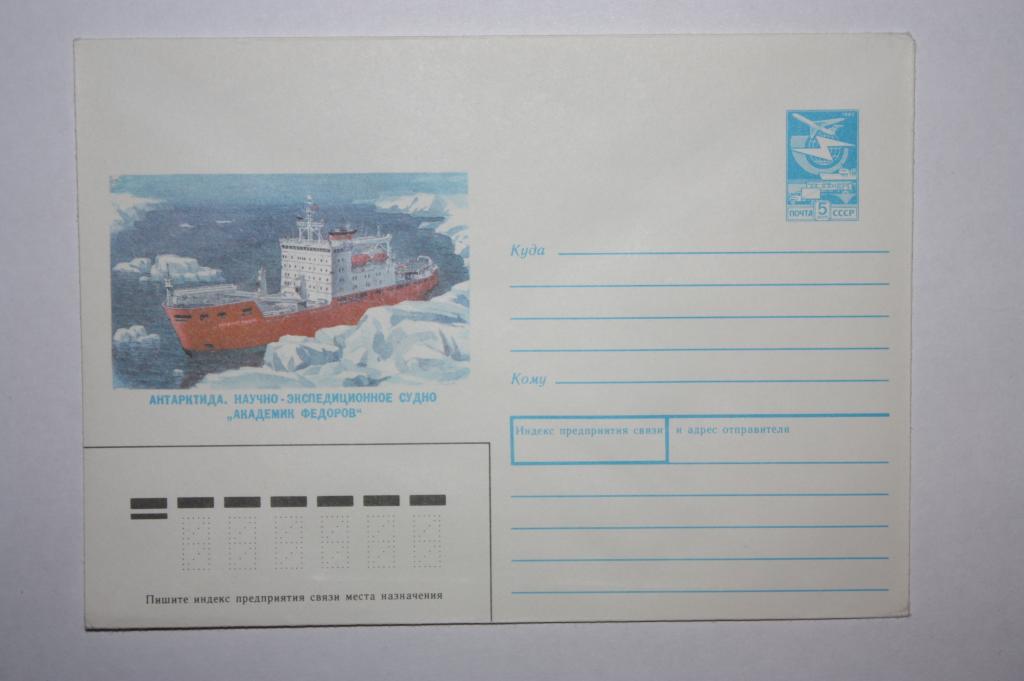 1982
ПОЧТА 5 СССР
Куда
АНТАРКТИДА. НАУЧНО-ЭКСПЕДИЦИОННОЕ СУДНО
„АКАДЕМИК ФЕДОРОВ“
Кому
Индекс предприятия связи и адрес отправителя
Пишите индекс предприятия связи места назначения